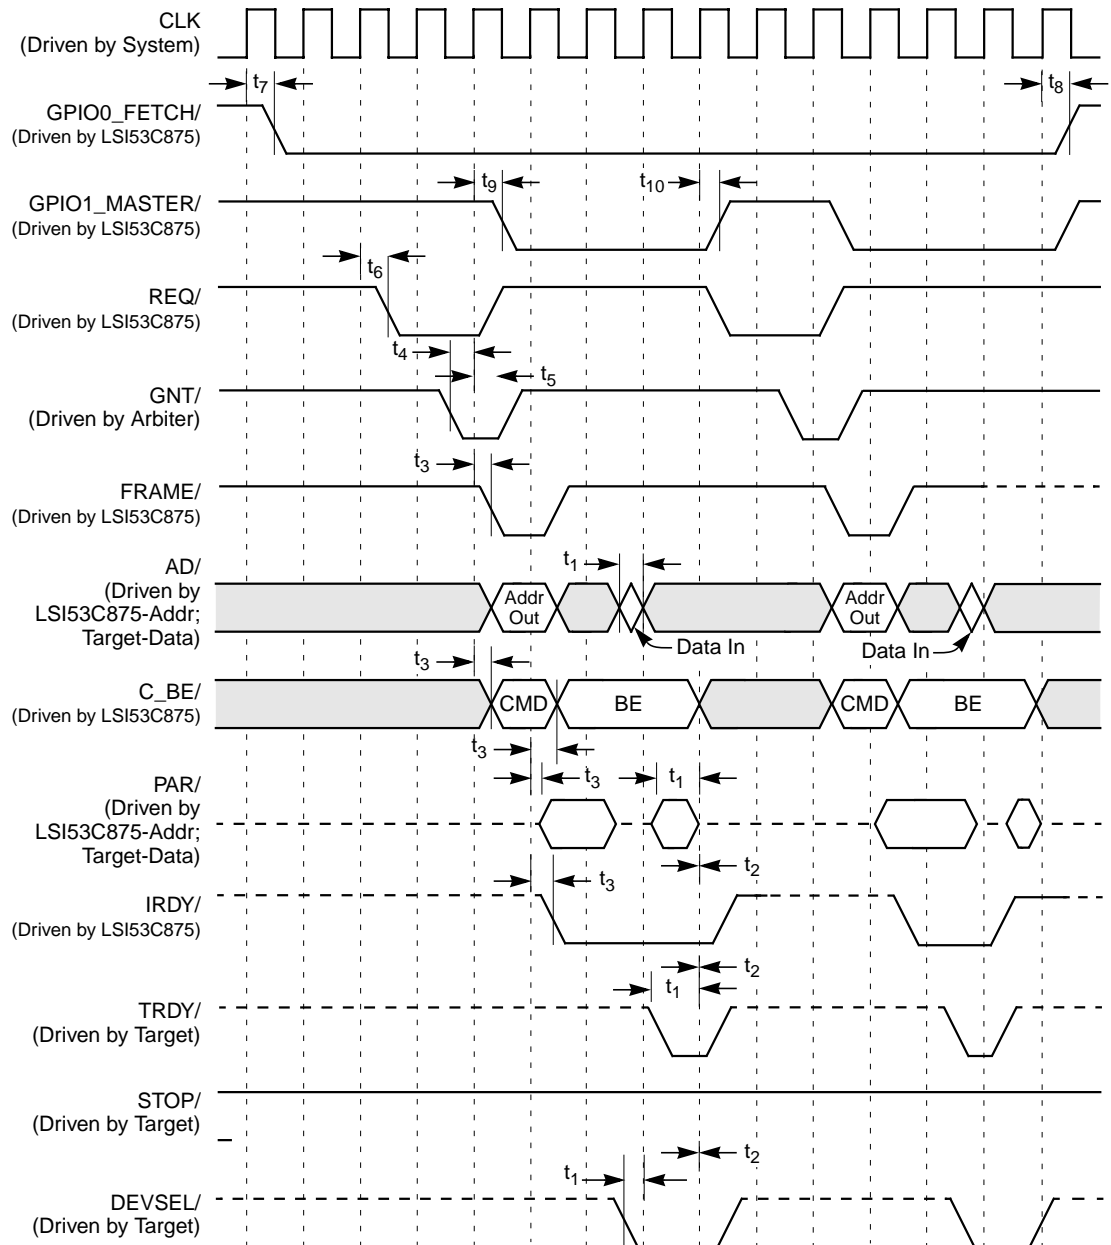 CLK
(Driven by System)
t7
t8
GPIO0_FETCH/
(Driven by LSI53C875)
t9
t10
GPIO1_MASTER/
(Driven by LSI53C875)
t6
REQ/
(Driven by LSI53C875)
t4
t5
GNT/
(Driven by Arbiter)
t3
FRAME/
(Driven by LSI53C875)
t1
AD/
(Driven by
LSI53C875-Addr;
Target-Data)
Addr
Out
Addr
Out
Data In
Data In
t3
C_BE/
(Driven by LSI53C875)
CMD
BE
CMD
BE
t3
t3
t1
PAR/
(Driven by
LSI53C875-Addr;
Target-Data)
t2
t3
IRDY/
(Driven by LSI53C875)
t2
t1
TRDY/
(Driven by Target)
STOP/
(Driven by Target)
t2
t1
DEVSEL/
(Driven by Target)